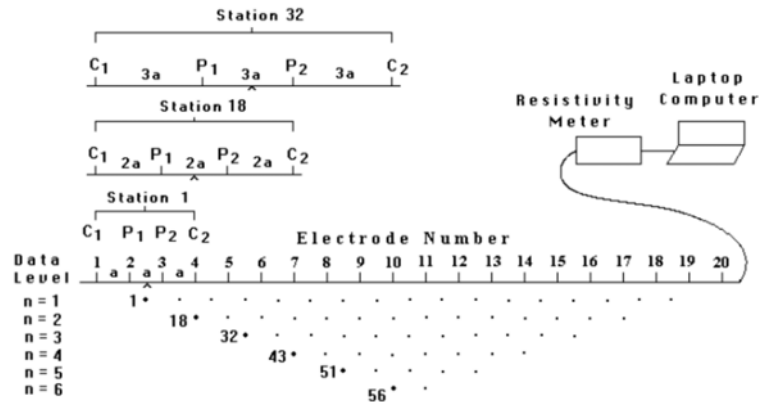 Station 32
C1 3a P1 3a P2 3a C2
Laptop
Computer
Resistivity
Meter
Station 18
C1 2a P1 2a P2 2a C2
Station 1
C1 P1 P2 C2
Electrode Number
Data
Level
1 2 3 4 5 6 7 8 9 10 11 12 13 14 15 16 17 18 19 20
a a a
n = 1 1
n = 2 18
n = 3 32
n = 4 43
n = 5 51
n = 6 56